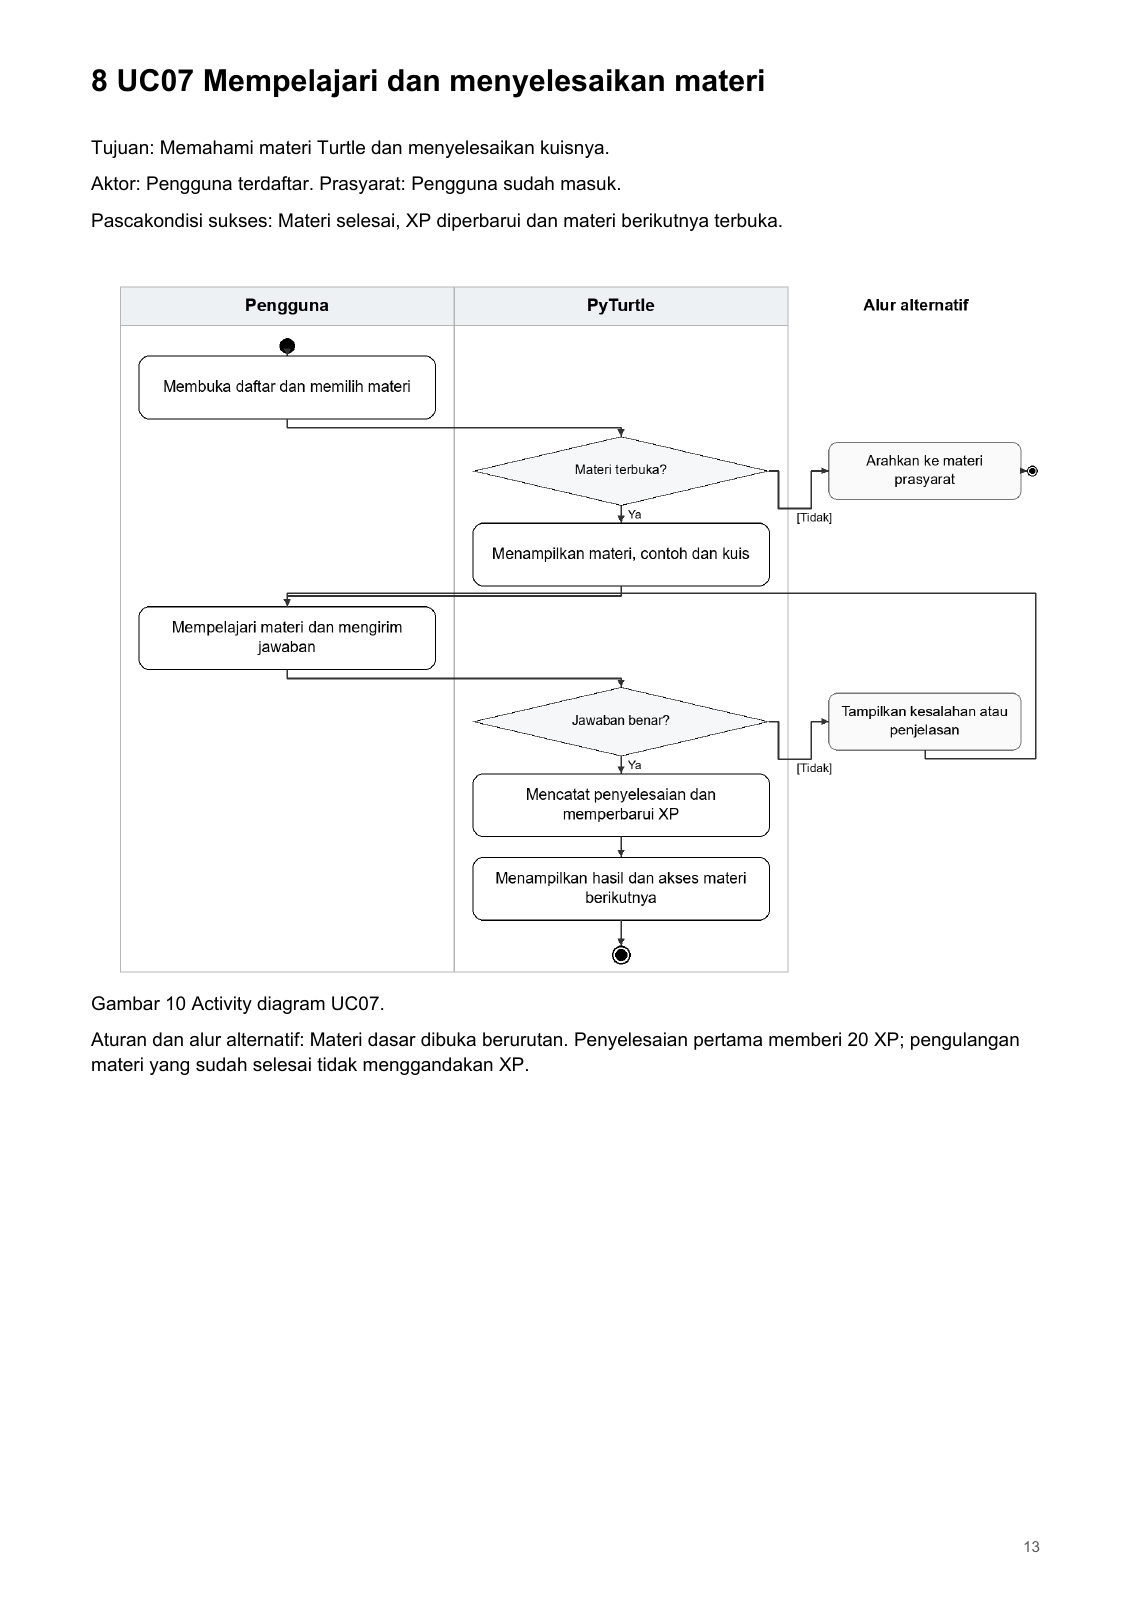 8 UC07 Mempelajari dan menyelesaikan materi
Tujuan: Memahami materi Turtle dan menyelesaikan kuisnya.
Aktor: Pengguna terdaftar. Prasyarat: Pengguna sudah masuk.
Pascakondisi sukses: Materi selesai, XP diperbarui dan materi berikutnya terbuka.
Pengguna
PyTurtle
Alur alternatif
Membuka daftar dan memilih materi
Materi terbuka?
Arahkan ke materi
prasyarat
[Tidak]
Ya
Menampilkan materi, contoh dan kuis
Mempelajari materi dan mengirim
jawaban
Jawaban benar?
Tampilkan kesalahan atau
penjelasan
[Tidak]
Ya
Mencatat penyelesaian dan
memperbarui XP
Menampilkan hasil dan akses materi
berikutnya
Gambar 10 Activity diagram UC07.
Aturan dan alur alternatif: Materi dasar dibuka berurutan. Penyelesaian pertama memberi 20 XP; pengulangan
materi yang sudah selesai tidak menggandakan XP.
13